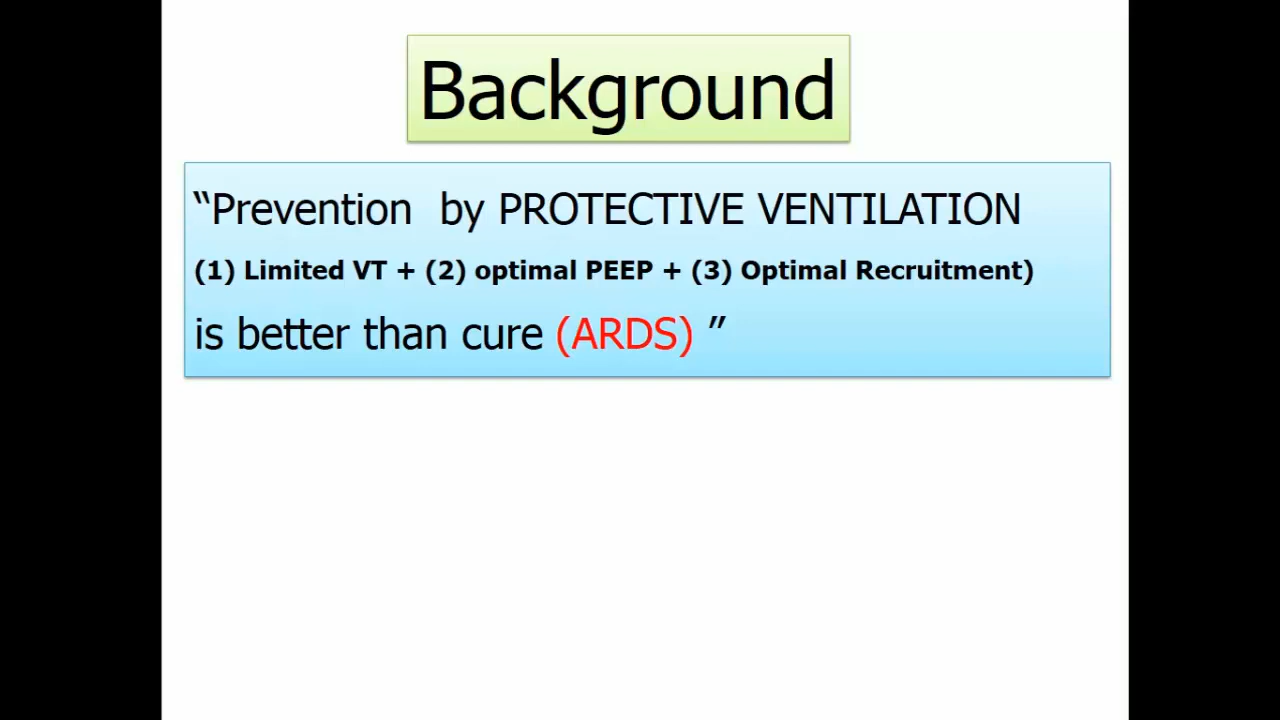 Background
“Prevention by PROTECTIVE VENTILATION
(1) Limited VT + (2) optimal PEEP + (3) Optimal Recruitment)
is better than cure (ARDS) ”